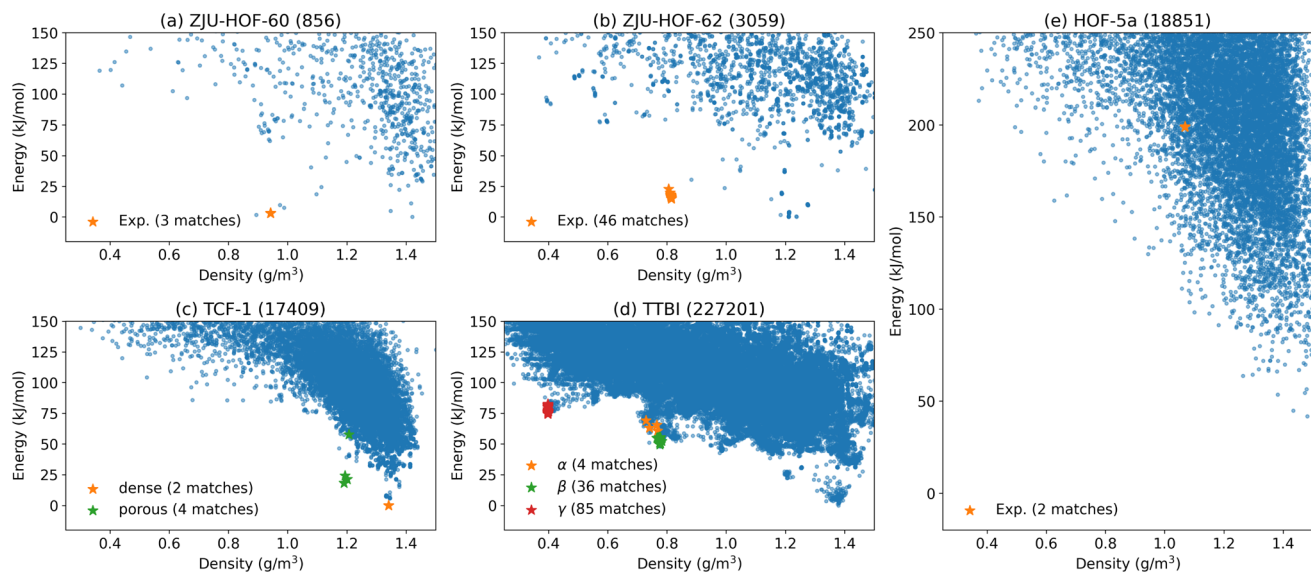 (a) ZJU-HOF-60 (856)
150
125
100
75
50
25
0
Energy (kJ/mol)
Exp. (3 matches)
0.4 0.6 0.8 1.0 1.2 1.4
Density (g/m³)
(b) ZJU-HOF-62 (3059)
150
125
100
75
50
25
0
Energy (kJ/mol)
Exp. (46 matches)
0.4 0.6 0.8 1.0 1.2 1.4
Density (g/m³)
(c) TCF-1 (17409)
150
125
100
75
50
25
0
Energy (kJ/mol)
dense (2 matches)
porous (4 matches)
0.4 0.6 0.8 1.0 1.2 1.4
Density (g/m³)
(d) TTBI (227201)
150
125
100
75
50
25
0
Energy (kJ/mol)
α (4 matches)
β (36 matches)
γ (85 matches)
0.4 0.6 0.8 1.0 1.2 1.4
Density (g/m³)
(e) HOF-5a (18851)
250
200
150
100
50
0
Energy (kJ/mol)
Exp. (2 matches)
0.4 0.6 0.8 1.0 1.2 1.4
Density (g/m³)